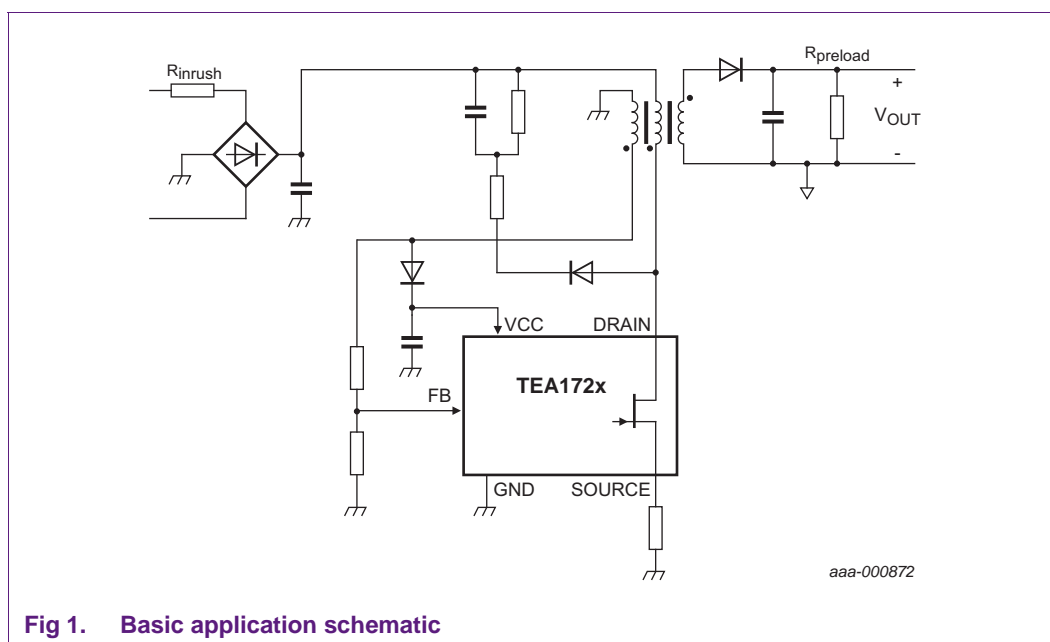 Rinrush
Rpreload
+
VOUT
-
VCC
DRAIN
TEA172x
FB
GND
SOURCE
aaa-000872
Fig 1. Basic application schematic